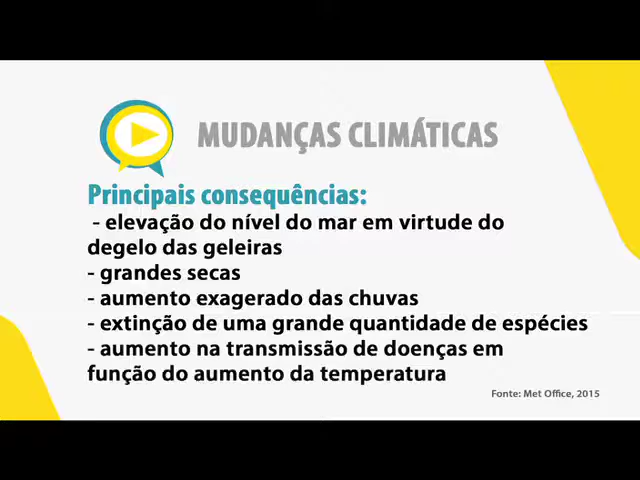 MUDANÇAS CLIMÁTICAS
Principais consequências:
- elevação do nível do mar em virtude do
degelo das geleiras
- grandes secas
- aumento exagerado das chuvas
- extinção de uma grande quantidade de espécies
- aumento na transmissão de doenças em
função do aumento da temperatura
Fonte: Met Office, 2015